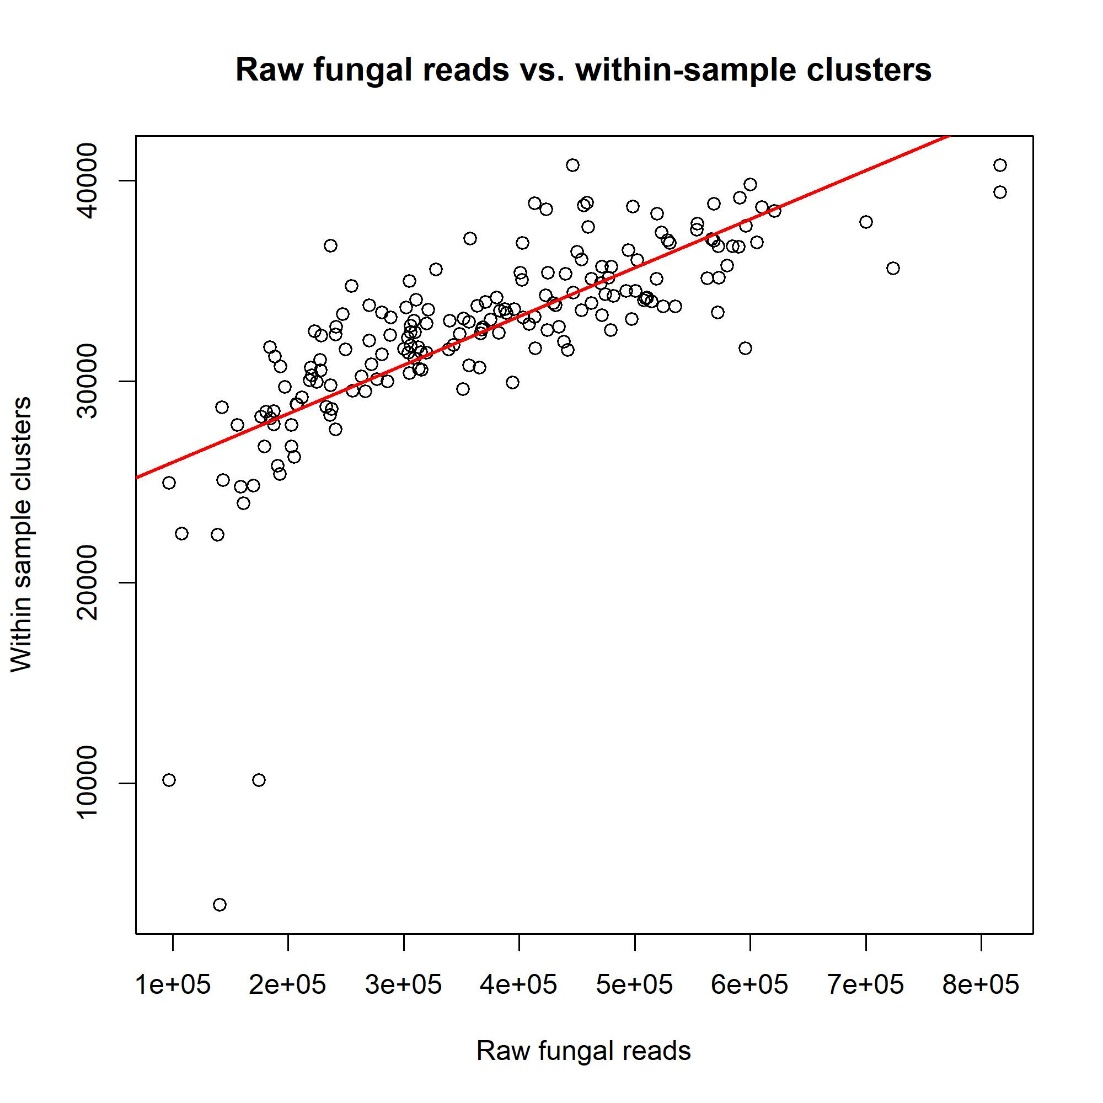 Raw fungal reads vs. within-sample clusters
Within sample clusters
40000
30000
20000
10000
1e+05 2e+05 3e+05 4e+05 5e+05 6e+05 7e+05 8e+05
Raw fungal reads